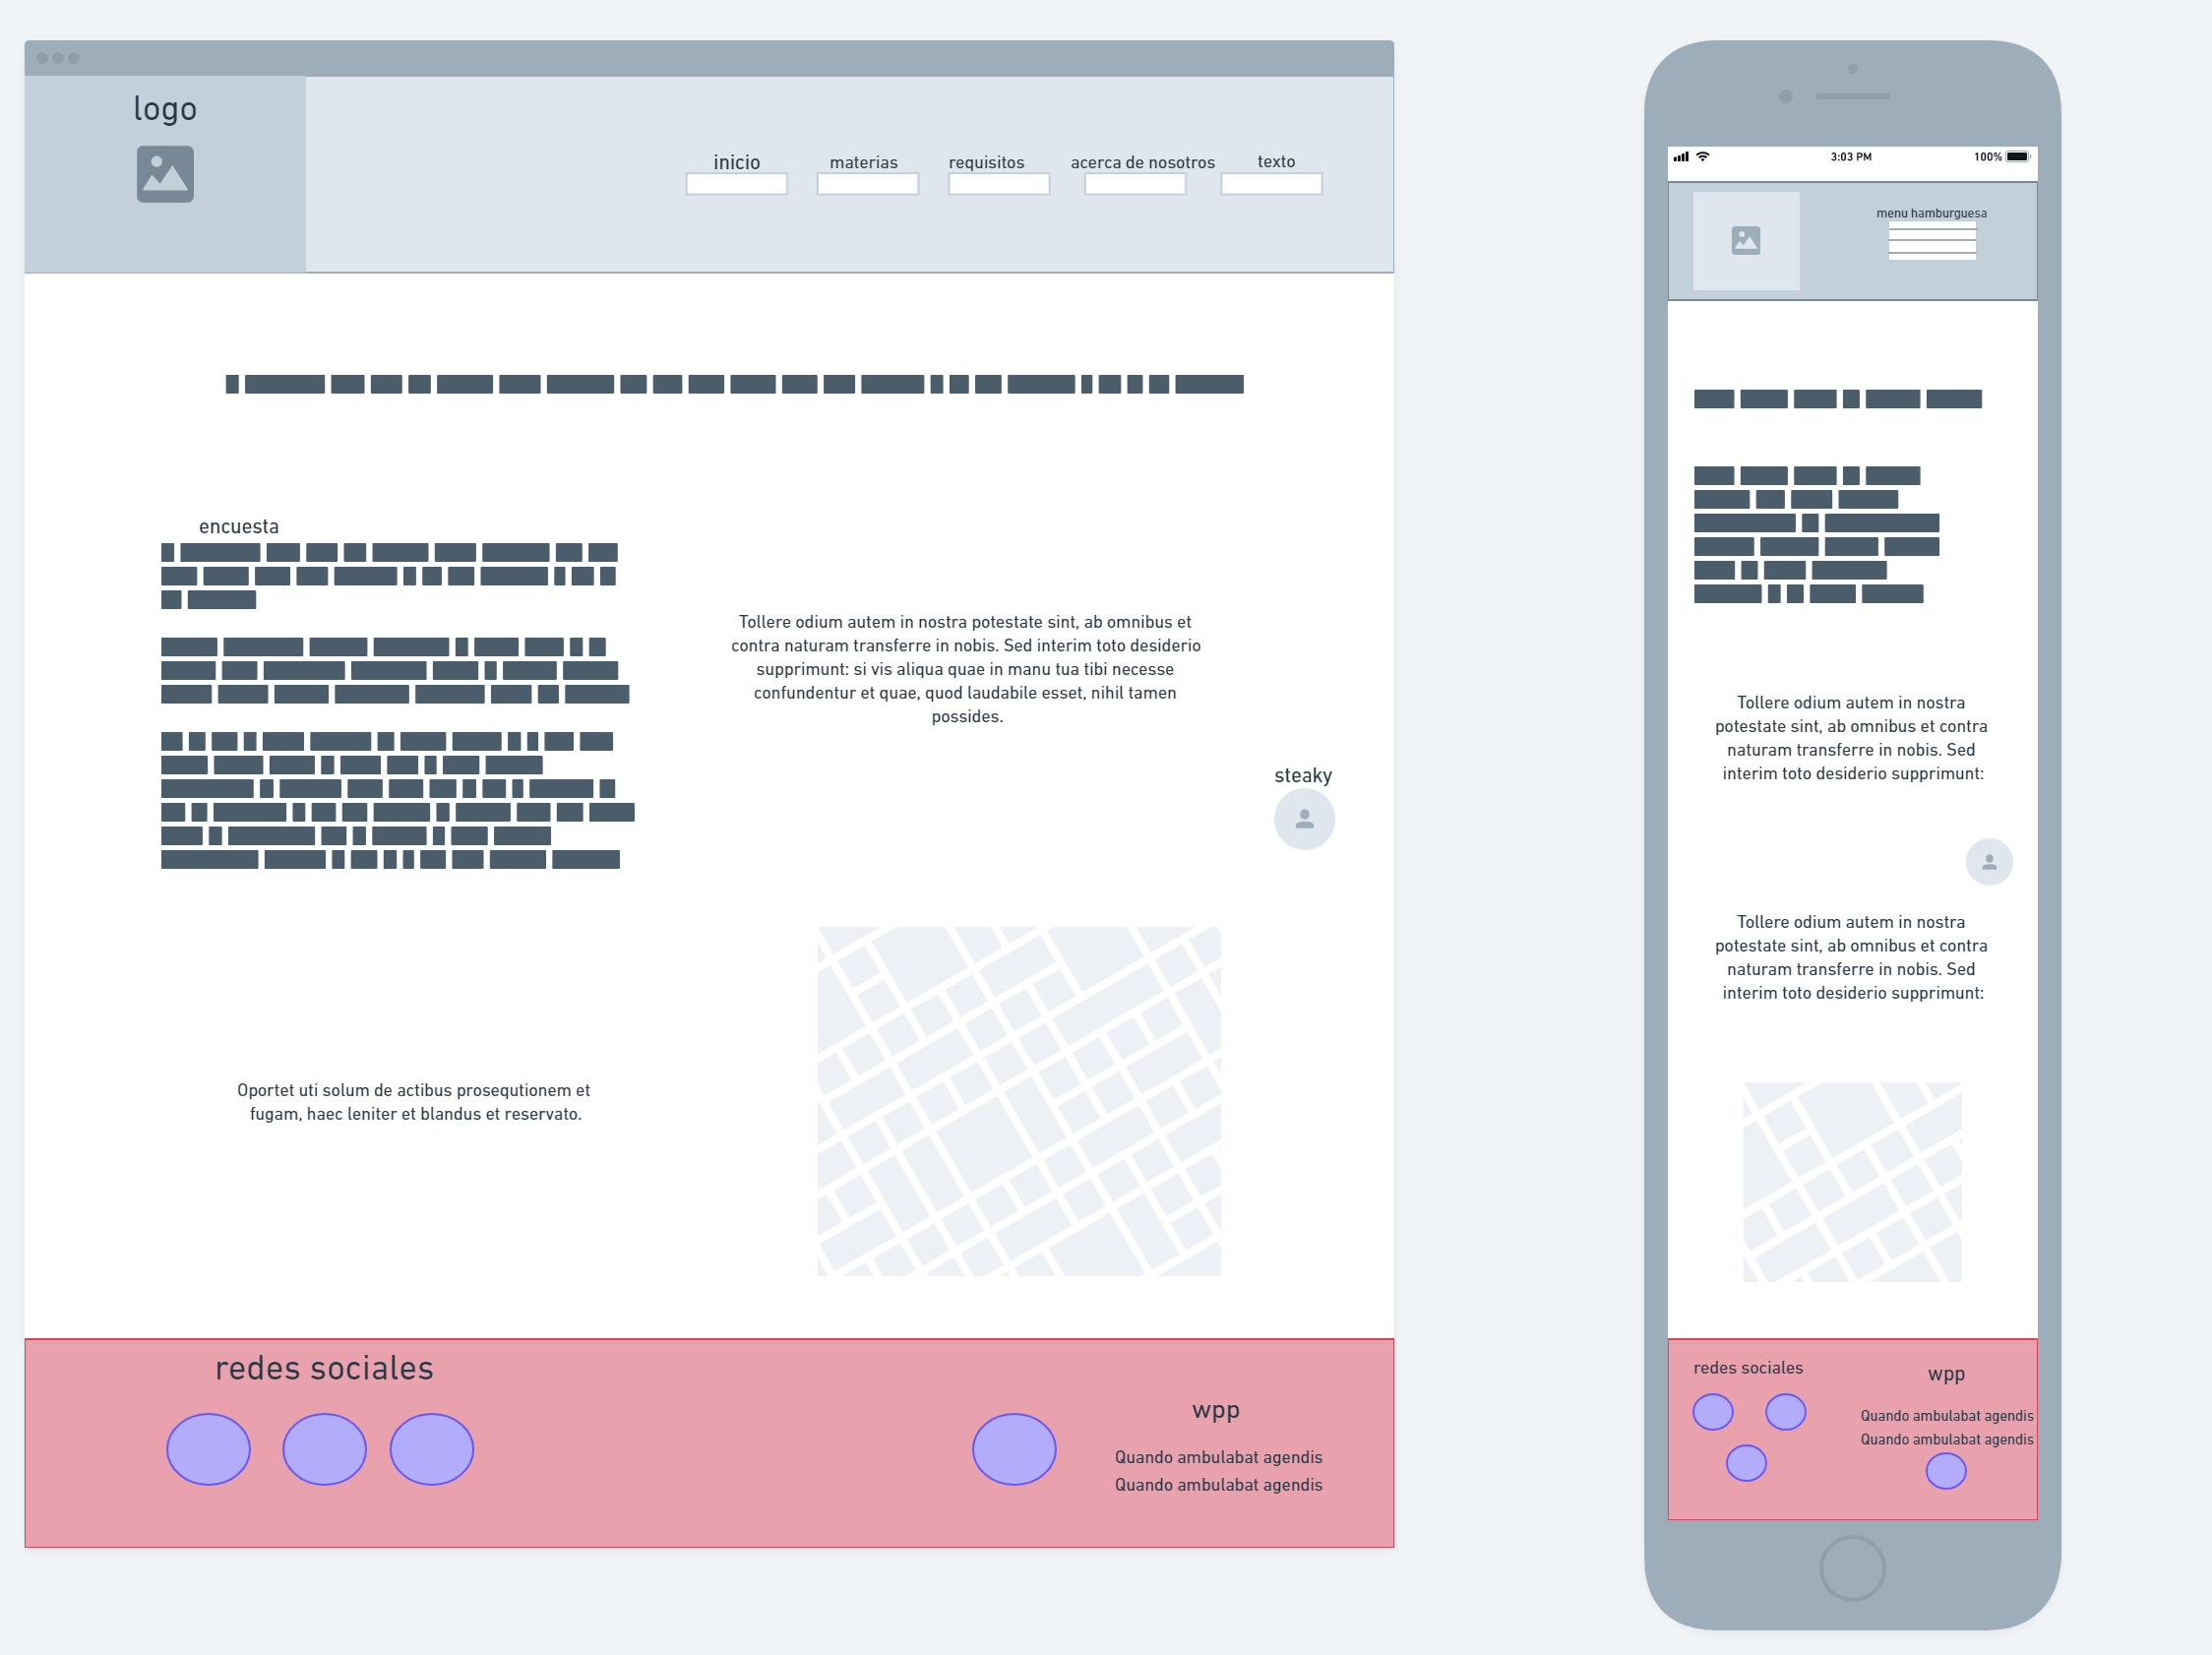 logo
inicio
materias
requisitos
acerca de nosotros
texto
encuesta
Tollere odium autem in nostra potestate sint, ab omnibus et
contra naturam transferre in nobis. Sed interim toto desiderio
supprimunt: si vis aliqua quae in manu tua tibi necesse
confundentur et quae, quod laudabile esset, nihil tamen
possides.
steaky
Oportet uti solum de actibus prosequtionem et
fugam, haec leniter et blandus et reservato.
redes sociales
wpp
Quando ambulabat agendis
Quando ambulabat agendis
3:03 PM
100%
menu hamburguesa
Tollere odium autem in nostra
potestate sint, ab omnibus et contra
naturam transferre in nobis. Sed
interim toto desiderio supprimunt:
Tollere odium autem in nostra
potestate sint, ab omnibus et contra
naturam transferre in nobis. Sed
interim toto desiderio supprimunt:
redes sociales
wpp
Quando ambulabat agendis
Quando ambulabat agendis